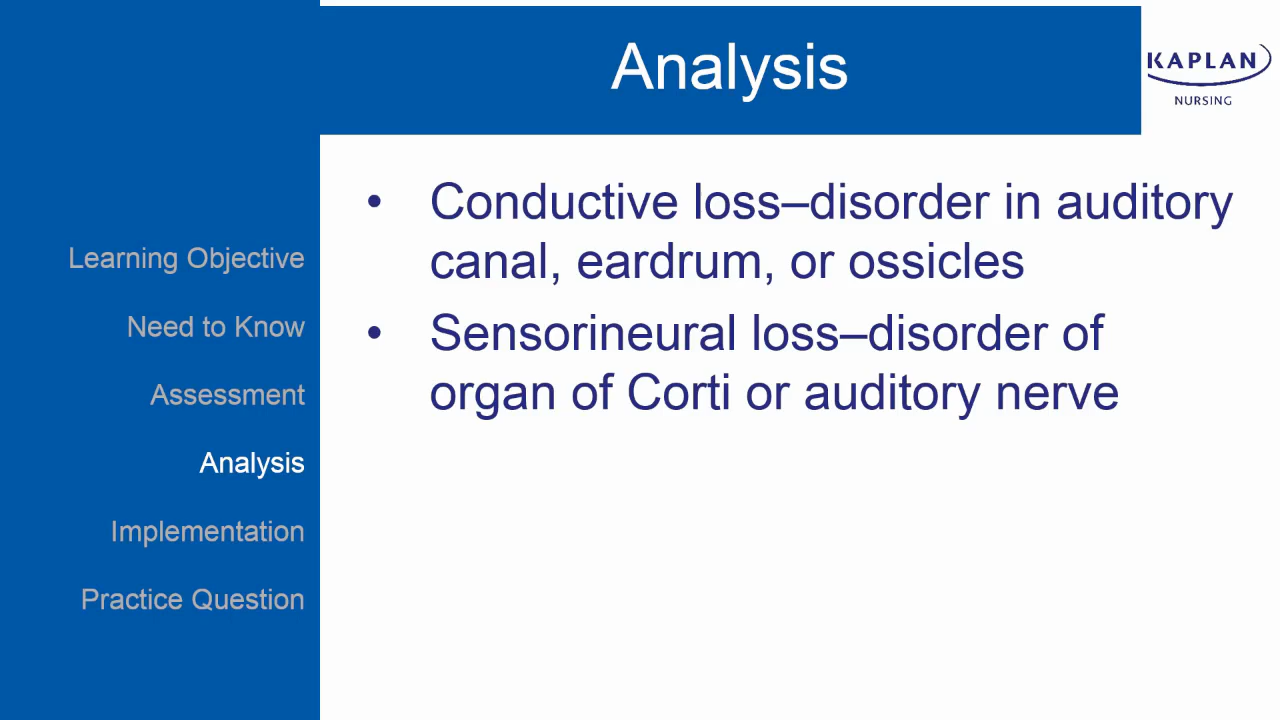 Analysis
KAPLAN
NURSING
Learning Objective
Need to Know
Assessment
Analysis
Implementation
Practice Question
• Conductive loss–disorder in auditory
canal, eardrum, or ossicles
• Sensorineural loss–disorder of
organ of Corti or auditory nerve